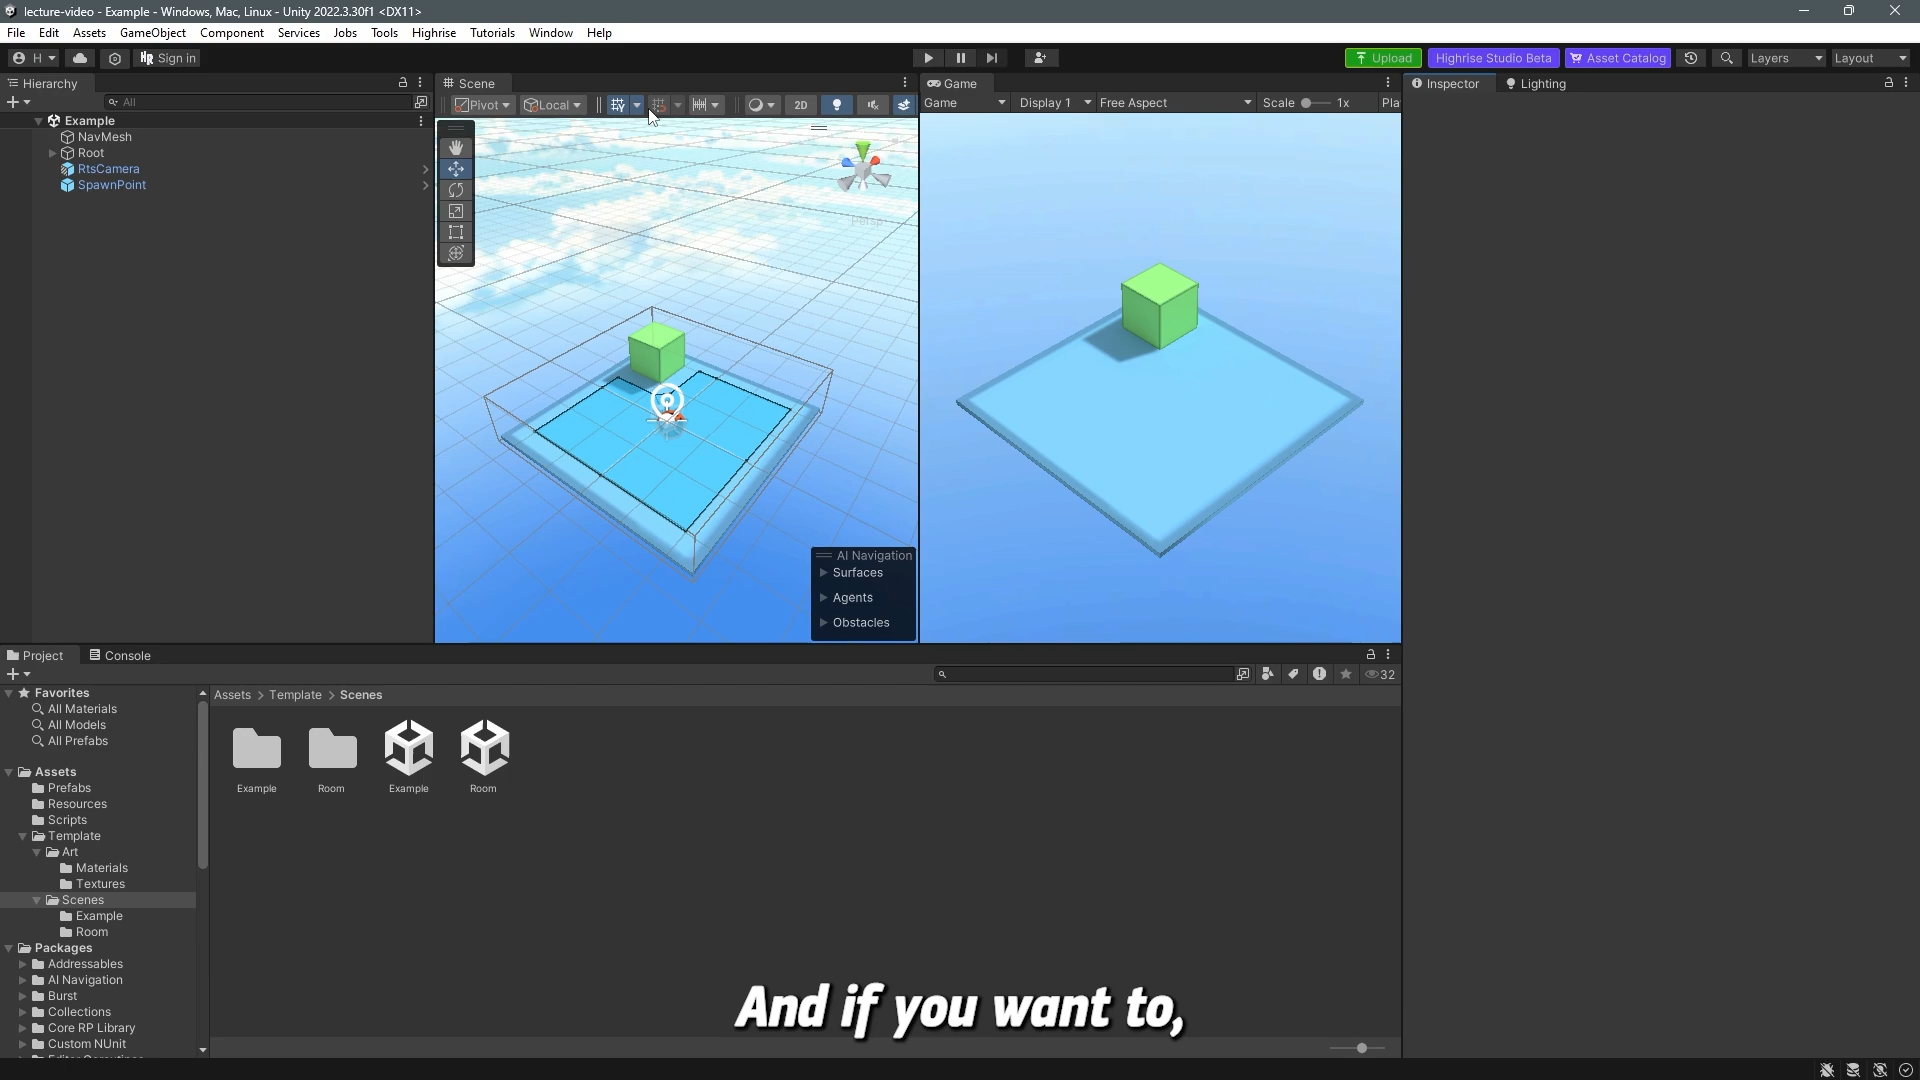 lecture-video - Example - Windows, Mac, Linux - Unity 2022.3.30f1 <DX11>
File Edit Assets GameObject Component Services Jobs Tools Highrise Tutorials Window Help
H Sign in Upload Highrise Studio Beta Asset Catalog Layers Layout
Hierarchy
All
Example
NavMesh
Root
RtsCamera
SpawnPoint
Scene
Pivot Local 2D
Persp
AI Navigation
Surfaces
Agents
Obstacles
Game
Game Display 1 Free Aspect Scale 1x Pla
Inspector Lighting
Project Console
32
Favorites
All Materials
All Models
All Prefabs
Assets
Prefabs
Resources
Scripts
Template
Art
Materials
Textures
Scenes
Example
Room
Packages
Addressables
AI Navigation
Burst
Collections
Core RP Library
Custom NUnit
Assets > Template > Scenes
Example Room Example Room
And if you want to,